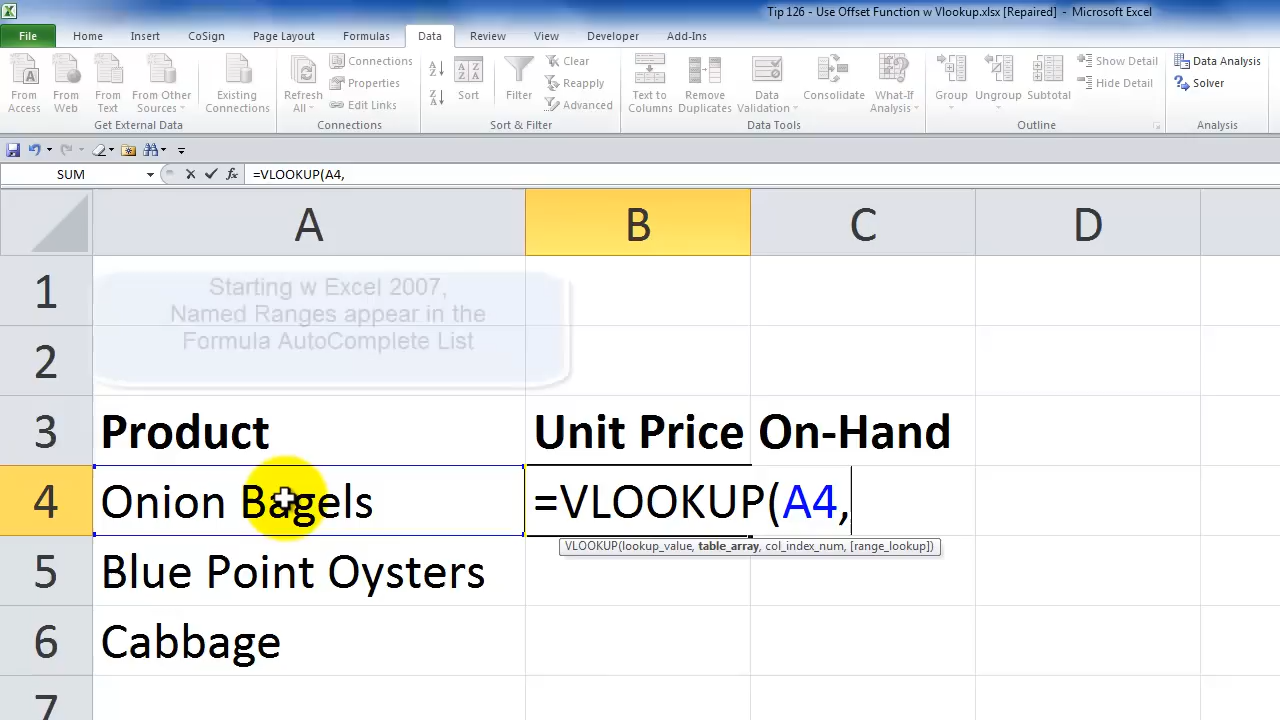 Tip 126 - Use Offset Function w Vlookup.xlsx [Repaired] - Microsoft Excel
File Home Insert CoSign Page Layout Formulas Data Review View Developer Add-Ins
From Access
From Web
From Text
From Other Sources
Existing Connections
Get External Data
Refresh All
Connections
Properties
Edit Links
Connections
Sort
Filter
Clear
Reapply
Advanced
Sort & Filter
Text to Columns
Remove Duplicates
Data Validation
Consolidate
What-If Analysis
Data Tools
Group
Ungroup
Subtotal
Show Detail
Hide Detail
Outline
Data Analysis
Solver
Analysis
SUM fx =VLOOKUP(A4,
A B C D
1
Starting w Excel 2007,
Named Ranges appear in the
Formula AutoComplete List
2
3 Product Unit Price On-Hand
4 Onion Bagels =VLOOKUP(A4,
VLOOKUP(lookup_value, table_array, col_index_num, [range_lookup])
5 Blue Point Oysters
6 Cabbage
7